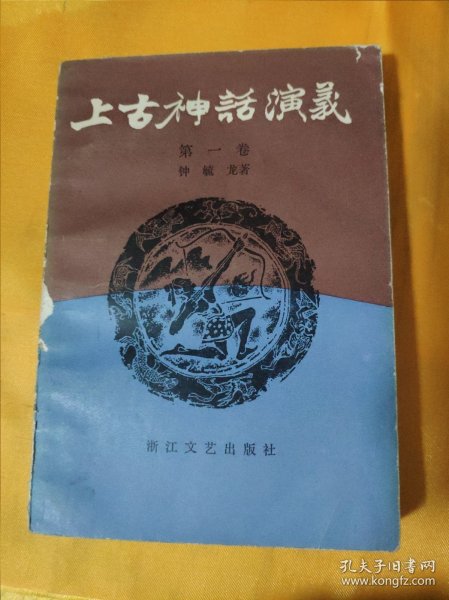 上古神話演義
第一卷
钟毓龙著
浙江文艺出版社
孔夫子旧书网
www.kongfz.com